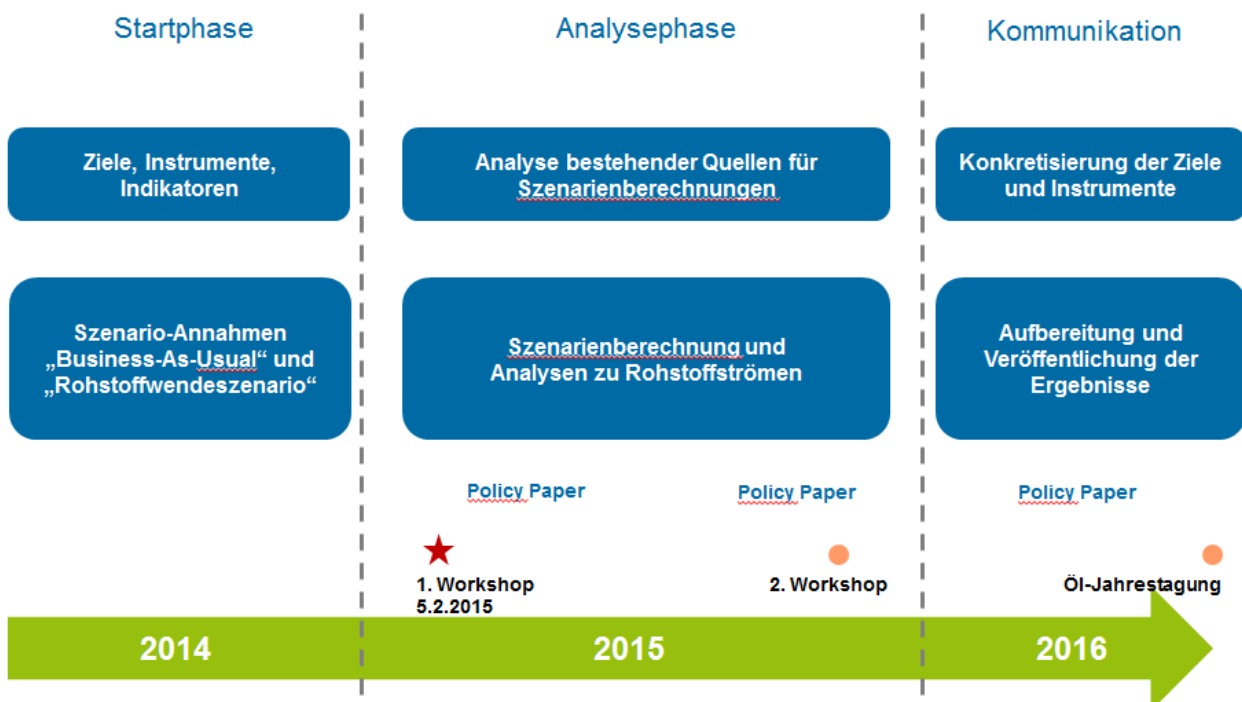 Startphase
Analysephase
Kommunikation
Ziele, Instrumente,
Indikatoren
Analyse bestehender Quellen für
Szenarienberechnungen
Konkretisierung der Ziele
und Instrumente
Szenario-Annahmen
„Business-As-Usual“ und
„Rohstoffwendeszenario“
Szenarienberechnung und
Analysen zu Rohstoffströmen
Aufbereitung und
Veröffentlichung der
Ergebnisse
Policy Paper
Policy Paper
Policy Paper
1. Workshop
5.2.2015
2. Workshop
ÖI-Jahrestagung
2014
2015
2016